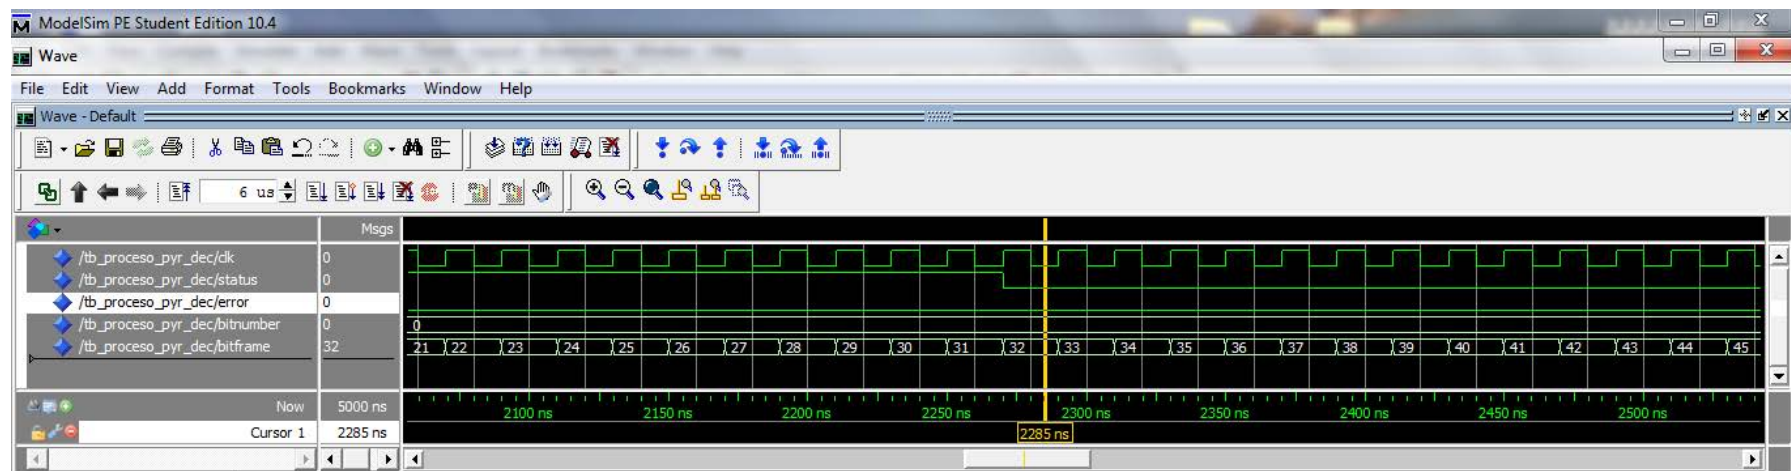 ModelSim PE Student Edition 10.4
Wave
File Edit View Add Format Tools Bookmarks Window Help
Wave - Default
6 us
Msgs
/tb_proceso_pyr_dec/clk 0
/tb_proceso_pyr_dec/status 0
/tb_proceso_pyr_dec/error 0
/tb_proceso_pyr_dec/bitnumber 0 0
/tb_proceso_pyr_dec/bitframe 32 21 22 23 24 25 26 27 28 29 30 31 32 33 34 35 36 37 38 39 40 41 42 43 44 45
Now 5000 ns 2100 ns 2150 ns 2200 ns 2250 ns 2300 ns 2350 ns 2400 ns 2450 ns 2500 ns
Cursor 1 2285 ns 2285 ns